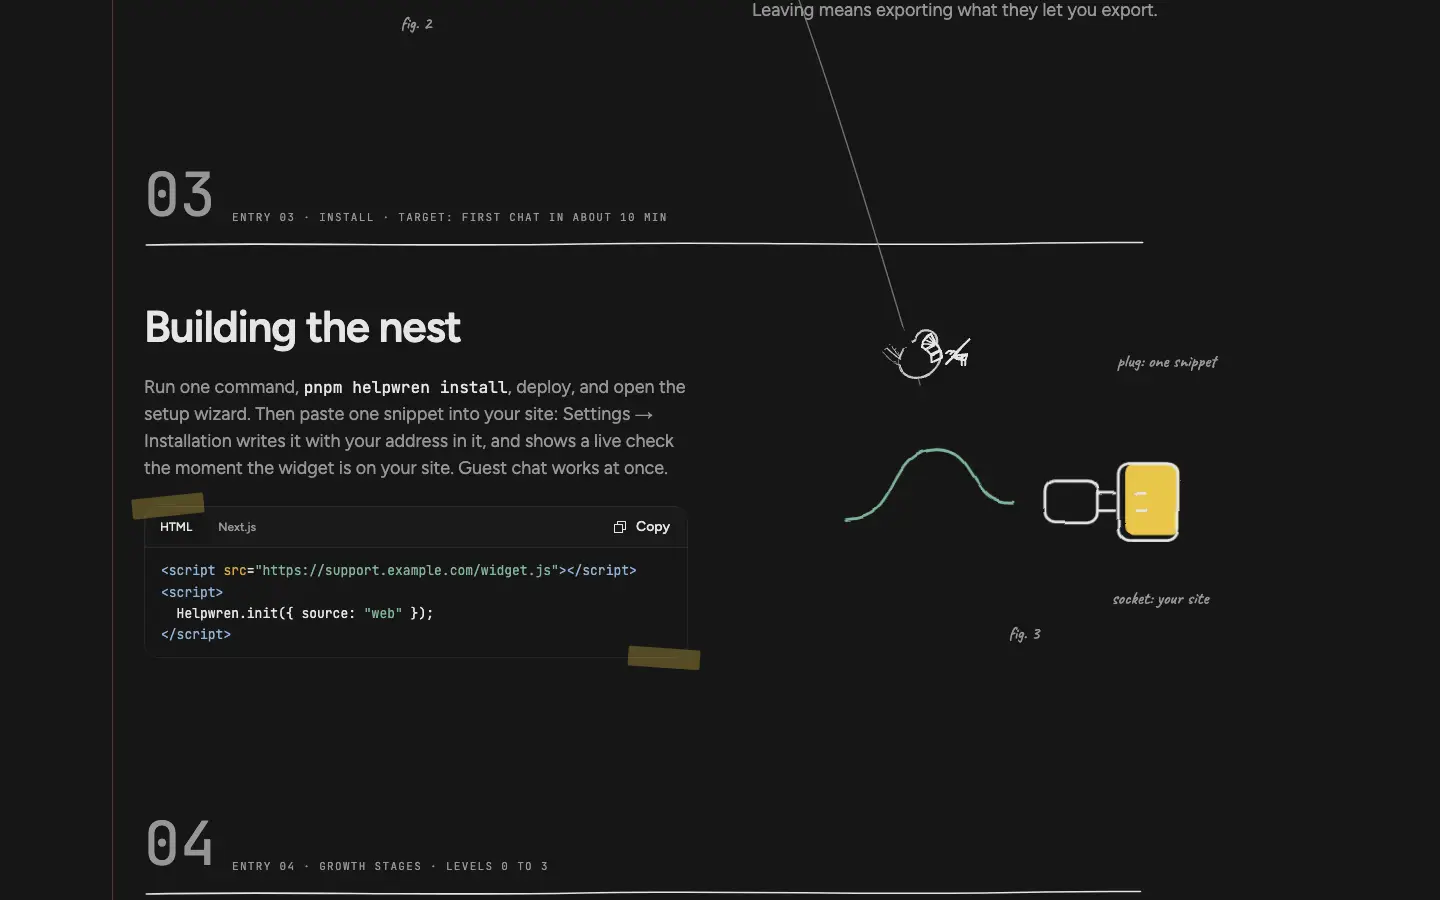 fig. 2
Leaving means exporting what they let you export.
03
ENTRY 03 · INSTALL · TARGET: FIRST CHAT IN ABOUT 10 MIN
Building the nest
Run one command, pnpm helpwren install, deploy, and open the
setup wizard. Then paste one snippet into your site: Settings →
Installation writes it with your address in it, and shows a live check
the moment the widget is on your site. Guest chat works at once.
HTML
Next.js
Copy
<script src="https://support.example.com/widget.js"></script>
<script>
  Helpwren.init({ source: "web" });
</script>
plug: one snippet
socket: your site
fig. 3
04
ENTRY 04 · GROWTH STAGES · LEVELS 0 TO 3